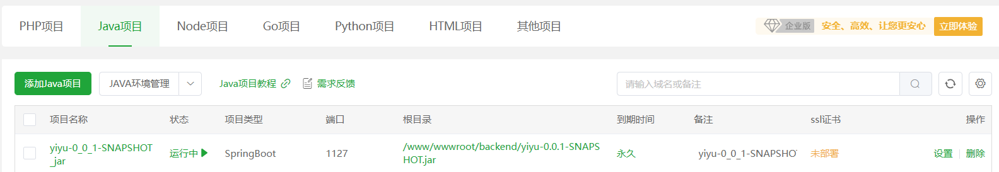 PHP项目 Java项目 Node项目 Go项目 Python项目 HTML项目 其他项目 企业版 安全、高效、让您更安心 立即体验
添加Java项目 JAVA环境管理 Java项目教程 需求反馈 请输入域名或备注
项目名称 状态 项目类型 端口 根目录 到期时间 备注 ssl证书 操作
yiyu-0_0_1-SNAPSHOT
_jar
运行中 SpringBoot 1127
/www/wwwroot/backend/yiyu-0.0.1-SNAPS
HOT.jar
永久 yiyu-0_0_1-SNAPSHO 未部署 设置 删除